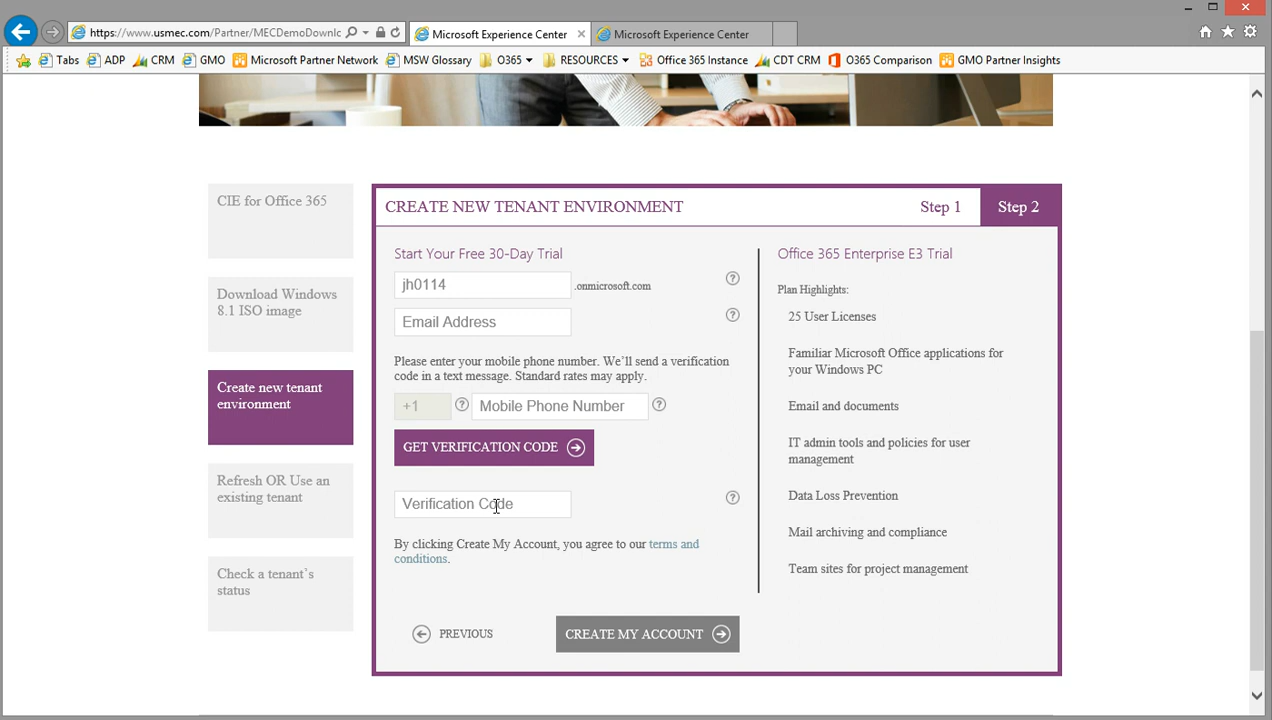 https://www.usmec.com/Partner/MECDemoDownlc
Microsoft Experience Center
Microsoft Experience Center
Tabs
ADP
CRM
GMO
Microsoft Partner Network
MSW Glossary
O365
RESOURCES
Office 365 Instance
CDT CRM
O365 Comparison
GMO Partner Insights
CIE for Office 365
Download Windows
8.1 ISO image
Create new tenant
environment
Refresh OR Use an
existing tenant
Check a tenant's
status
CREATE NEW TENANT ENVIRONMENT
Step 1
Step 2
Start Your Free 30-Day Trial
jh0114
.onmicrosoft.com
?
Email Address
?
Please enter your mobile phone number. We'll send a verification
code in a text message. Standard rates may apply.
+1
?
Mobile Phone Number
?
GET VERIFICATION CODE
Verification Code
?
By clicking Create My Account, you agree to our terms and
conditions.
PREVIOUS
CREATE MY ACCOUNT
Office 365 Enterprise E3 Trial
Plan Highlights:
25 User Licenses
Familiar Microsoft Office applications for
your Windows PC
Email and documents
IT admin tools and policies for user
management
Data Loss Prevention
Mail archiving and compliance
Team sites for project management